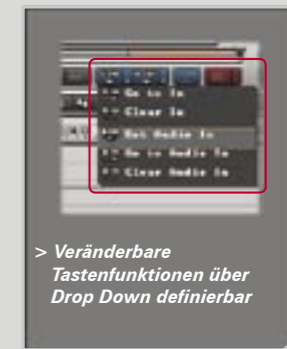 Go to In
Clear In
Set Audio In
Go to Audio In
Clear Audio In
> Veränderbare
Tastenfunktionen über
Drop Down definierbar